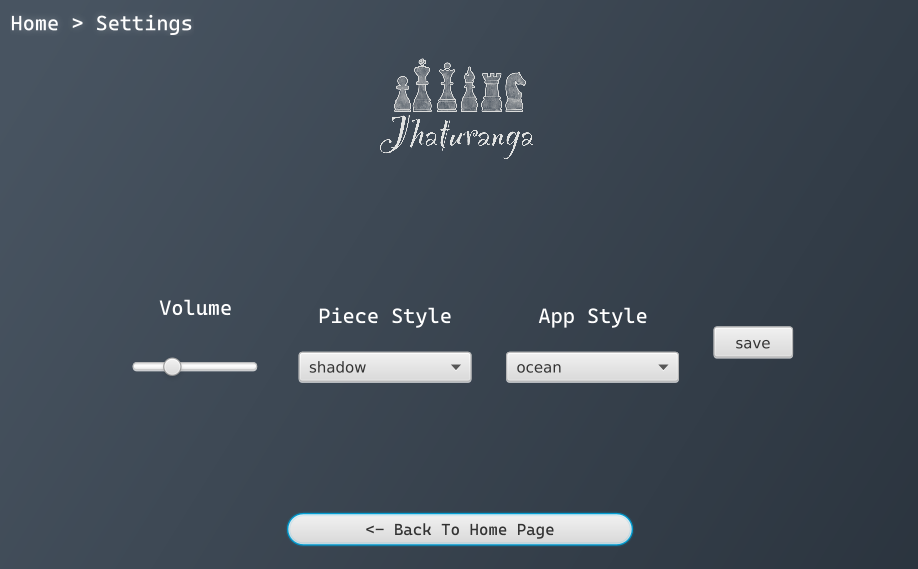 Home > Settings
Jhaturanga
Volume
Piece Style
App Style
shadow
ocean
save
<- Back To Home Page